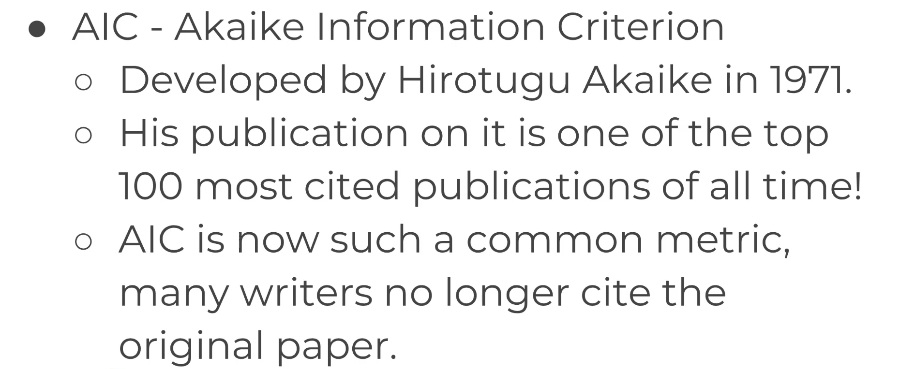 ● AIC - Akaike Information Criterion
○ Developed by Hirotugu Akaike in 1971.
○ His publication on it is one of the top
100 most cited publications of all time!
○ AIC is now such a common metric,
many writers no longer cite the
original paper.